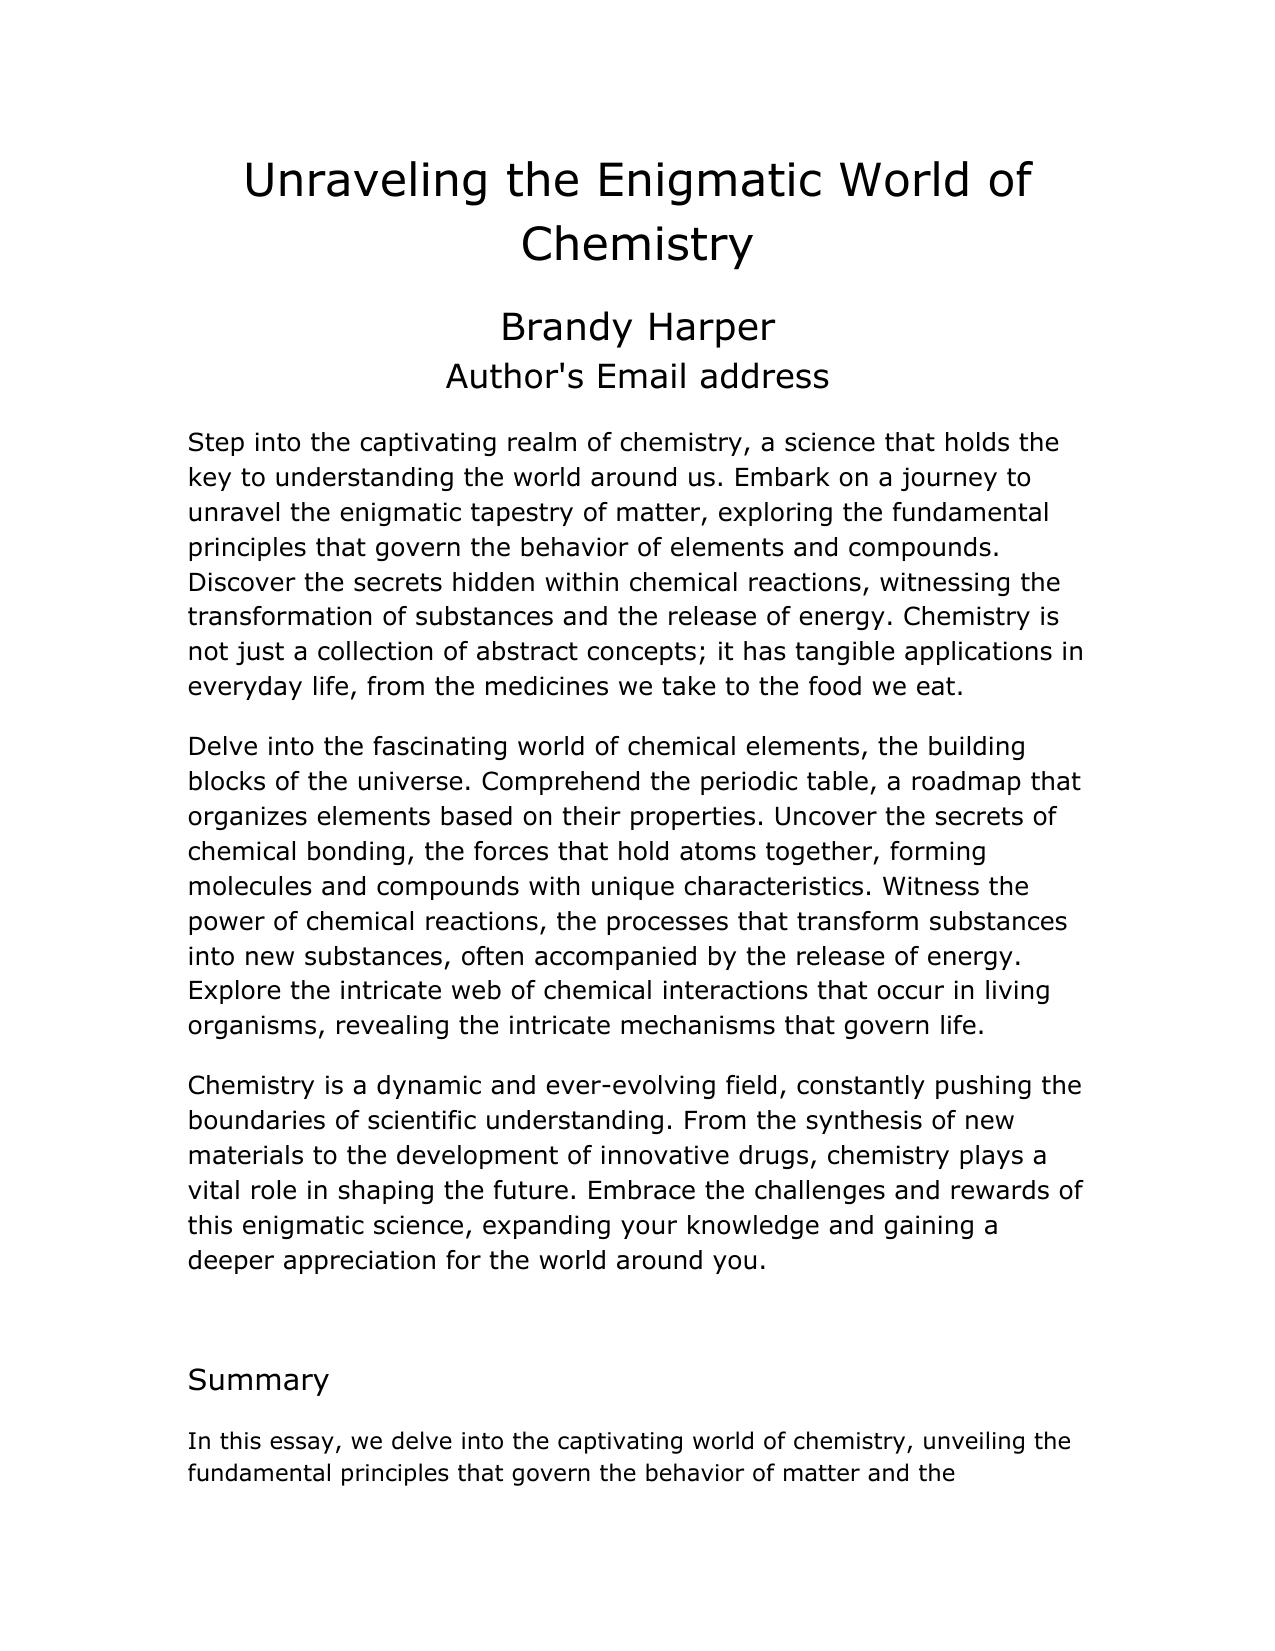 Unraveling the Enigmatic World of
Chemistry
Brandy Harper
Author's Email address
Step into the captivating realm of chemistry, a science that holds the
key to understanding the world around us. Embark on a journey to
unravel the enigmatic tapestry of matter, exploring the fundamental
principles that govern the behavior of elements and compounds.
Discover the secrets hidden within chemical reactions, witnessing the
transformation of substances and the release of energy. Chemistry is
not just a collection of abstract concepts; it has tangible applications in
everyday life, from the medicines we take to the food we eat.
Delve into the fascinating world of chemical elements, the building
blocks of the universe. Comprehend the periodic table, a roadmap that
organizes elements based on their properties. Uncover the secrets of
chemical bonding, the forces that hold atoms together, forming
molecules and compounds with unique characteristics. Witness the
power of chemical reactions, the processes that transform substances
into new substances, often accompanied by the release of energy.
Explore the intricate web of chemical interactions that occur in living
organisms, revealing the intricate mechanisms that govern life.
Chemistry is a dynamic and ever-evolving field, constantly pushing the
boundaries of scientific understanding. From the synthesis of new
materials to the development of innovative drugs, chemistry plays a
vital role in shaping the future. Embrace the challenges and rewards of
this enigmatic science, expanding your knowledge and gaining a
deeper appreciation for the world around you.
Summary
In this essay, we delve into the captivating world of chemistry, unveiling the
fundamental principles that govern the behavior of matter and the